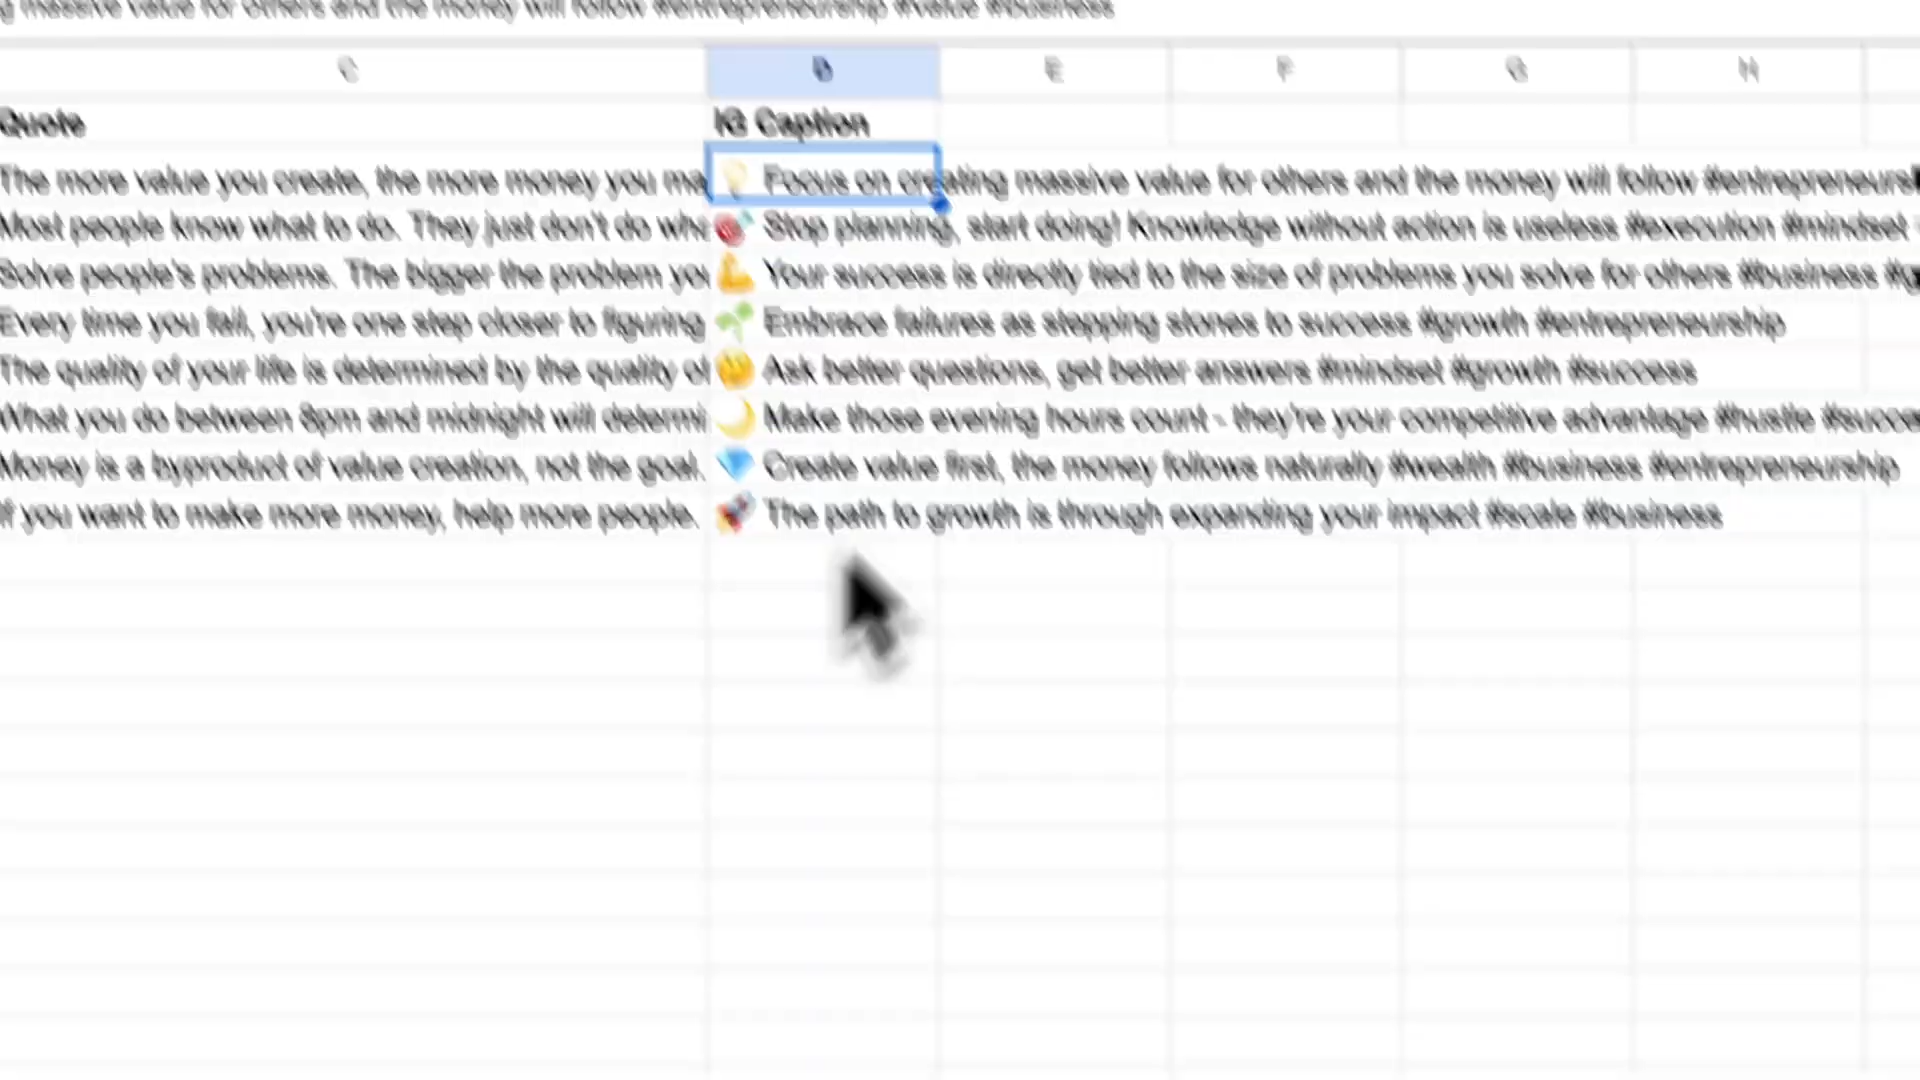 massive value for others and the money will follow #entrepreneurship #value #business
C D E F G H
Quote IG Caption
The more value you create, the more money you ma 💡 Focus on creating massive value for others and the money will follow #entrepreneurs
Most people know what to do. They just don't do wha 🎯 Stop planning, start doing! Knowledge without action is useless #execution #mindset
Solve people's problems. The bigger the problem you 💪 Your success is directly tied to the size of problems you solve for others #business #g
Every time you fail, you're one step closer to figuring 🌱 Embrace failures as stepping stones to success #growth #entrepreneurship
The quality of your life is determined by the quality of Ask better questions, get better answers #mindset #growth #success
What you do between 8pm and midnight will determi 🌙 Make those evening hours count - they're your competitive advantage #hustle #succe
Money is a byproduct of value creation, not the goal. 💎 Create value first, the money follows naturally #wealth #business #entrepreneurship
If you want to make more money, help more people. 🚀 The path to growth is through expanding your impact #scale #business